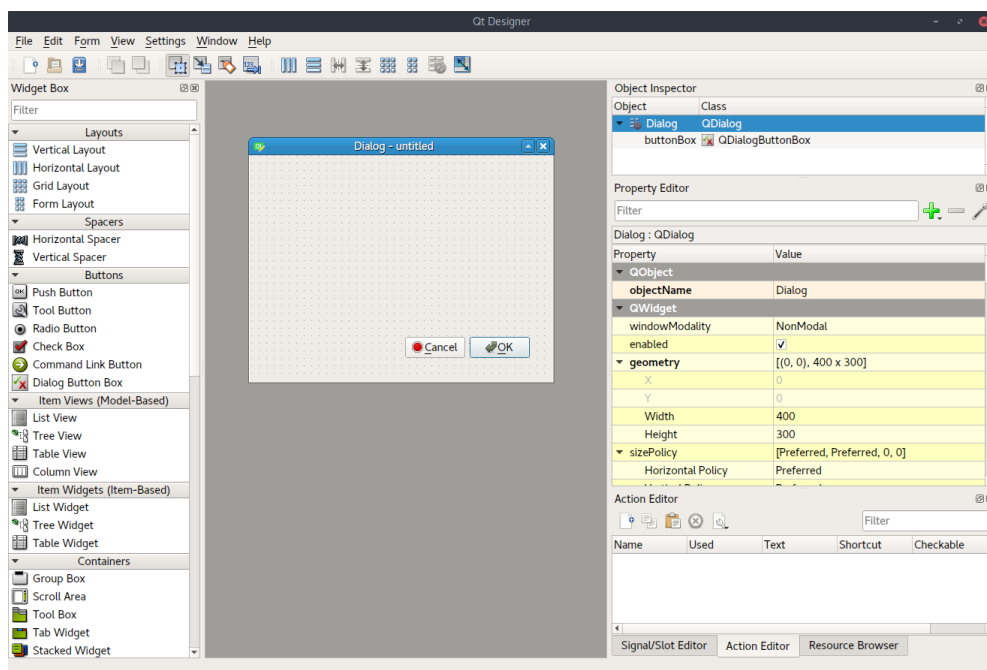 Qt Designer
File Edit Form View Settings Window Help
Widget Box
Filter
Layouts
Vertical Layout
Horizontal Layout
Grid Layout
Form Layout
Spacers
Horizontal Spacer
Vertical Spacer
Buttons
Push Button
Tool Button
Radio Button
Check Box
Command Link Button
Dialog Button Box
Item Views (Model-Based)
List View
Tree View
Table View
Column View
Item Widgets (Item-Based)
List Widget
Tree Widget
Table Widget
Containers
Group Box
Scroll Area
Tool Box
Tab Widget
Stacked Widget
Dialog - untitled
Cancel OK
Object Inspector
Object Class
Dialog QDialog
buttonBox QDialogButtonBox
Property Editor
Filter
Dialog : QDialog
Property Value
QObject
objectName Dialog
QWidget
windowModality NonModal
enabled
geometry [(0, 0), 400 x 300]
X 0
Y 0
Width 400
Height 300
sizePolicy [Preferred, Preferred, 0, 0]
Horizontal Policy Preferred
Action Editor
Filter
Name Used Text Shortcut Checkable
Signal/Slot Editor Action Editor Resource Browser